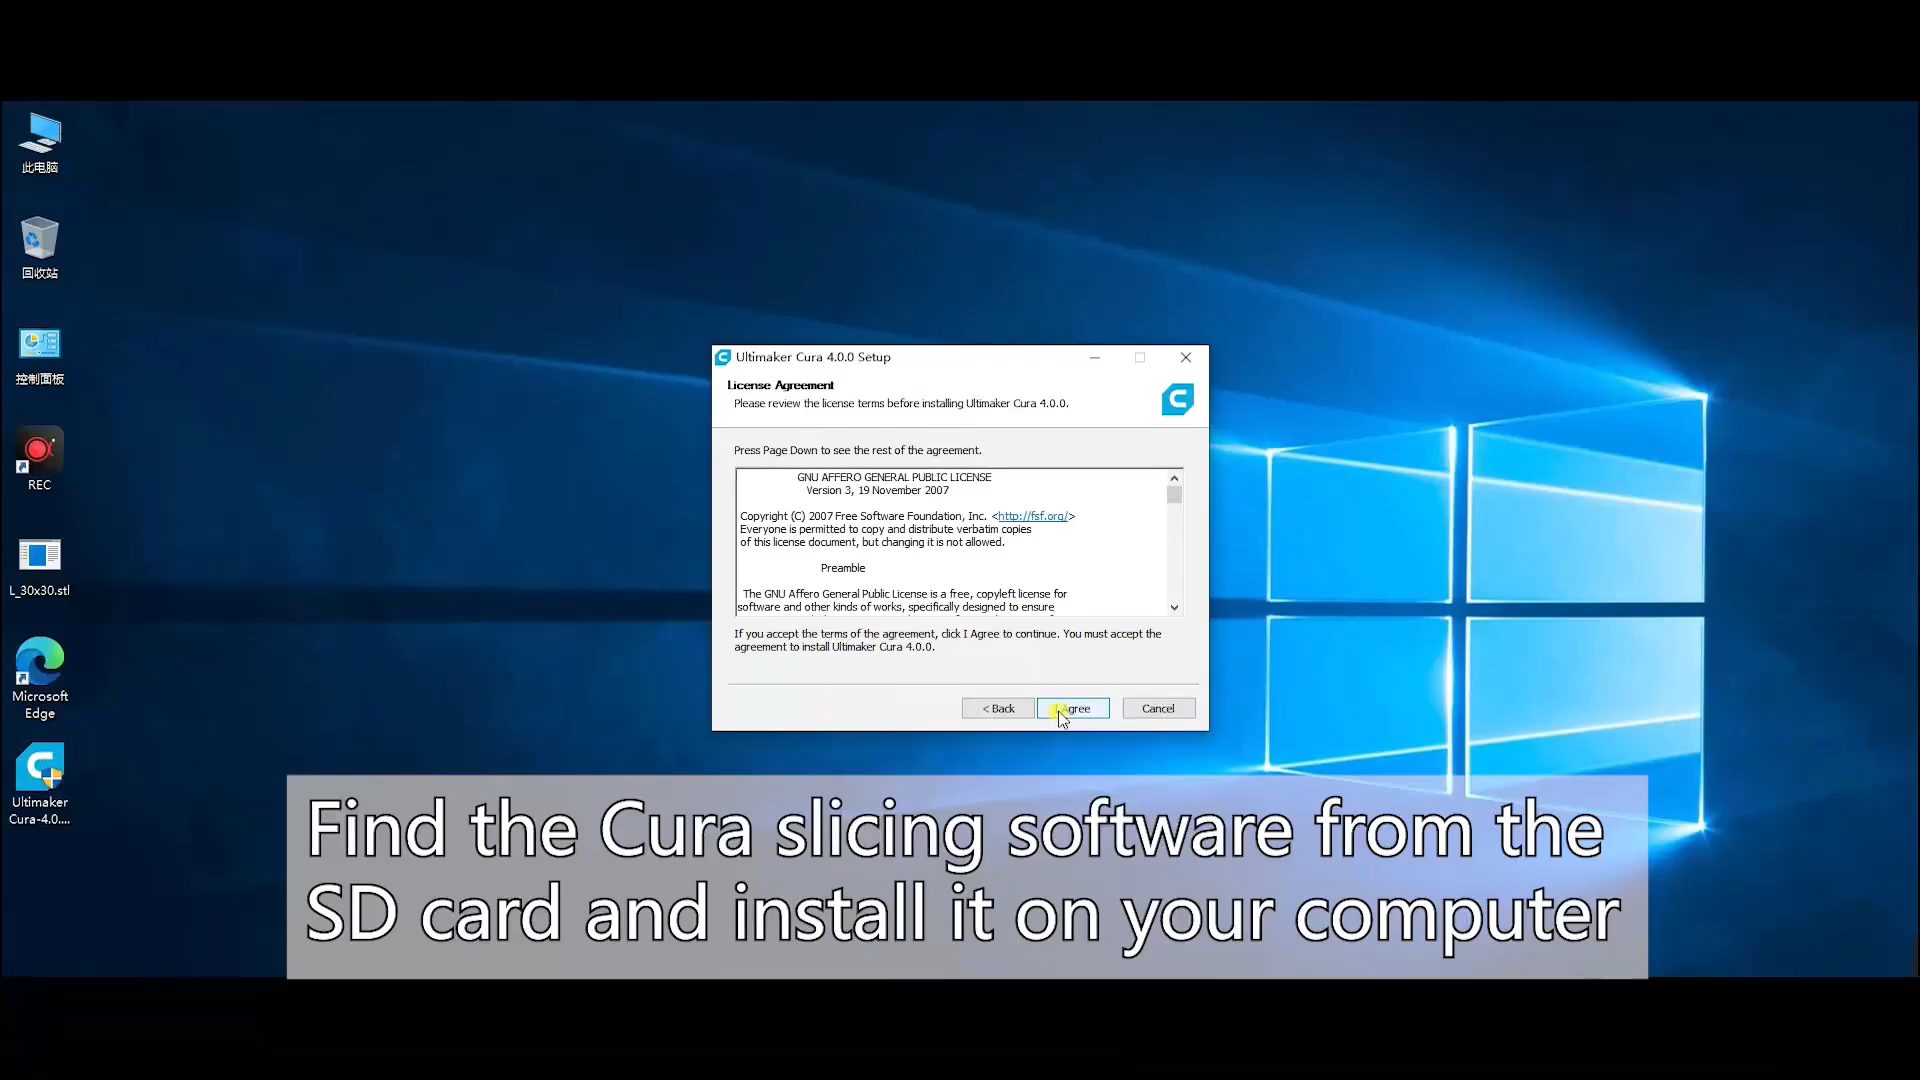 此电脑
回收站
控制面板
REC
L_30x30.stl
Microsoft
Edge
Ultimaker
Cura-4.0....
Ultimaker Cura 4.0.0 Setup
License Agreement
Please review the license terms before installing Ultimaker Cura 4.0.0.
Press Page Down to see the rest of the agreement.
GNU AFFERO GENERAL PUBLIC LICENSE
Version 3, 19 November 2007
Copyright (C) 2007 Free Software Foundation, Inc. <http://fsf.org/>
Everyone is permitted to copy and distribute verbatim copies
of this license document, but changing it is not allowed.
Preamble
The GNU Affero General Public License is a free, copyleft license for
software and other kinds of works, specifically designed to ensure
If you accept the terms of the agreement, click I Agree to continue. You must accept the
agreement to install Ultimaker Cura 4.0.0.
< Back
I Agree
Cancel
Find the Cura slicing software from the
SD card and install it on your computer